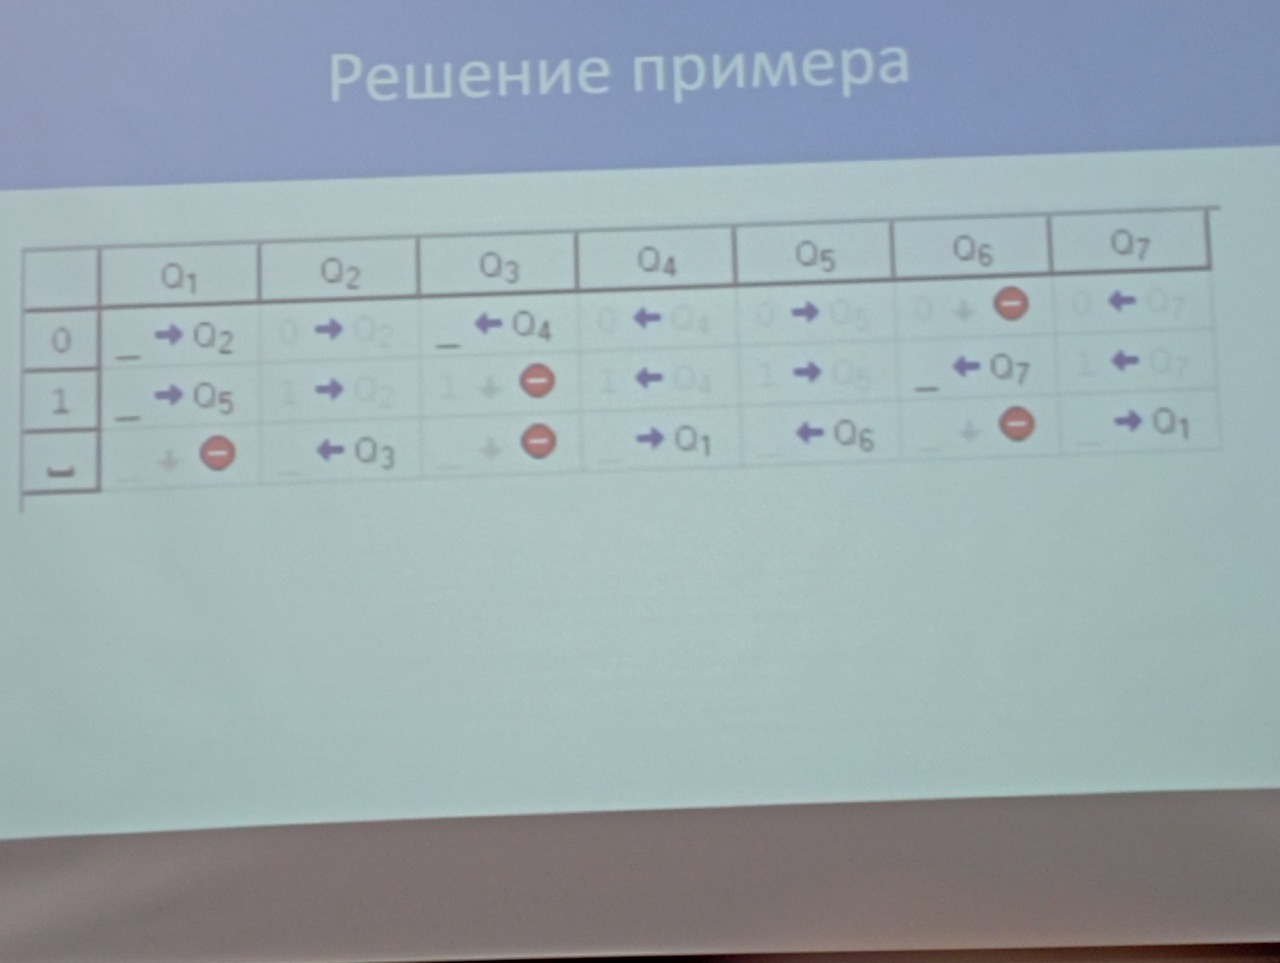 Решение примера
Q1 Q2 Q3 Q4 Q5 Q6 Q7
0 _ → Q2 0 → Q2 _ ← Q4 0 ← Q4 0 → Q5 0 ↓ ⛔ 0 ← Q7
1 _ → Q5 1 → Q2 1 ↓ ⛔ 1 ← Q4 1 → Q5 _ ← Q7 1 ← Q7
␣ _ ↓ ⛔ _ ← Q3 _ ↓ ⛔ _ → Q1 _ ← Q6 _ ↓ ⛔ _ → Q1